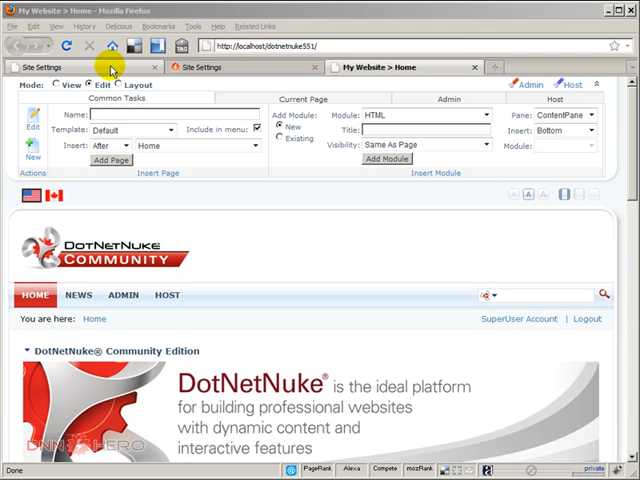 My Website > Home - Mozilla Firefox
File Edit View History Delicious Bookmarks Tools Help Related Links
TAG http://localhost/dotnetnuke551/
Site Settings Site Settings My Website > Home
Mode: View Edit Layout Admin Host
Common Tasks Current Page Admin Host
Edit
New
Actions
Name:
Template: Default Include in menu:
Insert: After Home
Add Page
Insert Page
Add Module: New Existing
Module: HTML
Title:
Visibility: Same As Page
Add Module
Insert Module
Pane: ContentPane
Insert: Bottom
Module:
A A A
DOTNETNUKE
COMMUNITY
HOME NEWS ADMIN HOST
You are here: Home SuperUser Account | Logout
DotNetNuke® Community Edition
DotNetNuke® is the ideal platform
for building professional websites
with dynamic content and
interactive features
DNN HERO
Done PageRank Alexa Compete mozRank private